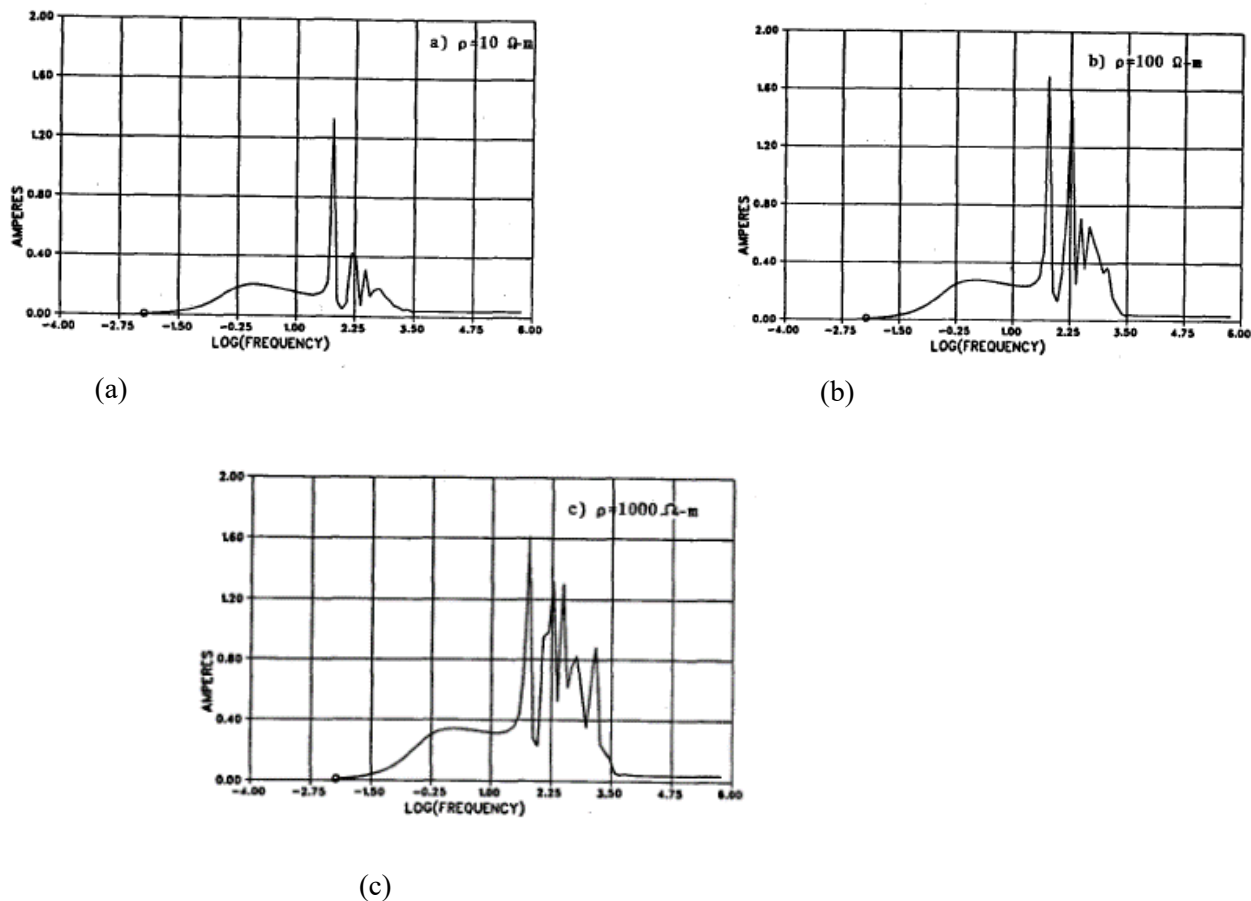 a) ρ=10 Ω-m
2.00
1.60
1.20
0.80
0.40
0.00
AMPERES
-4.00 -2.75 -1.50 -0.25 1.00 2.25 3.50 4.75 6.00
LOG(FREQUENCY)
(a)
b) ρ=100 Ω-m
2.00
1.60
1.20
0.80
0.40
0.00
AMPERES
-4.00 -2.75 -1.50 -0.25 1.00 2.25 3.50 4.75 6.00
LOG(FREQUENCY)
(b)
c) ρ=1000 Ω-m
2.00
1.60
1.20
0.80
0.40
0.00
AMPERES
-4.00 -2.75 -1.50 -0.25 1.00 2.25 3.50 4.75 6.00
LOG(FREQUENCY)
(c)